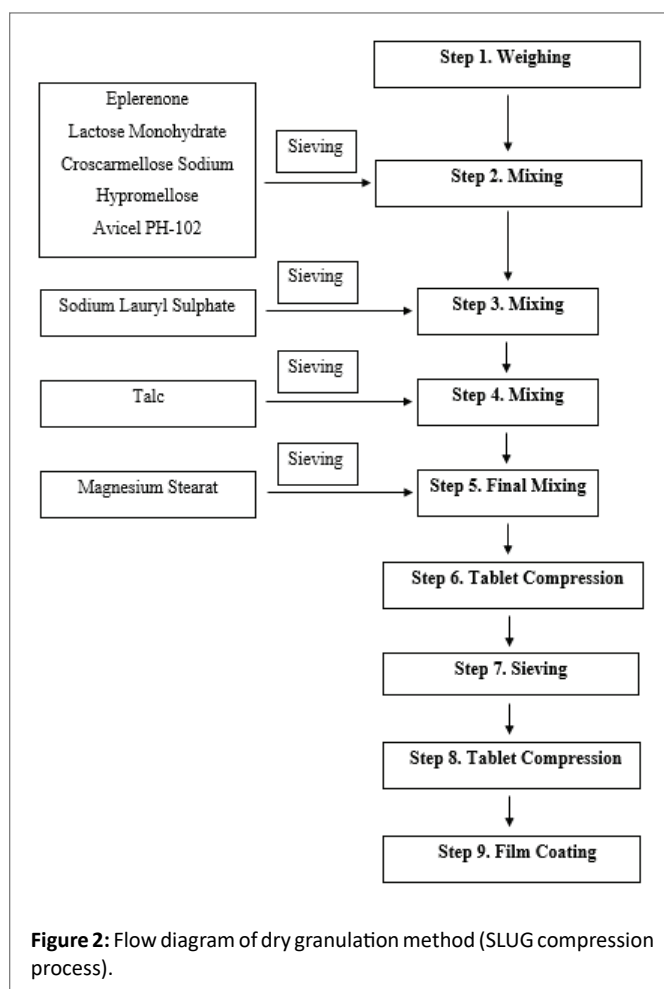 Step 1. Weighing
Eplerenone
Lactose Monohydrate
Croscarmellose Sodium
Hypromellose
Avicel PH-102
Sieving
Step 2. Mixing
Sodium Lauryl Sulphate
Sieving
Step 3. Mixing
Talc
Sieving
Step 4. Mixing
Magnesium Stearat
Sieving
Step 5. Final Mixing
Step 6. Tablet Compression
Step 7. Sieving
Step 8. Tablet Compression
Step 9. Film Coating
Figure 2: Flow diagram of dry granulation method (SLUG compression
process).